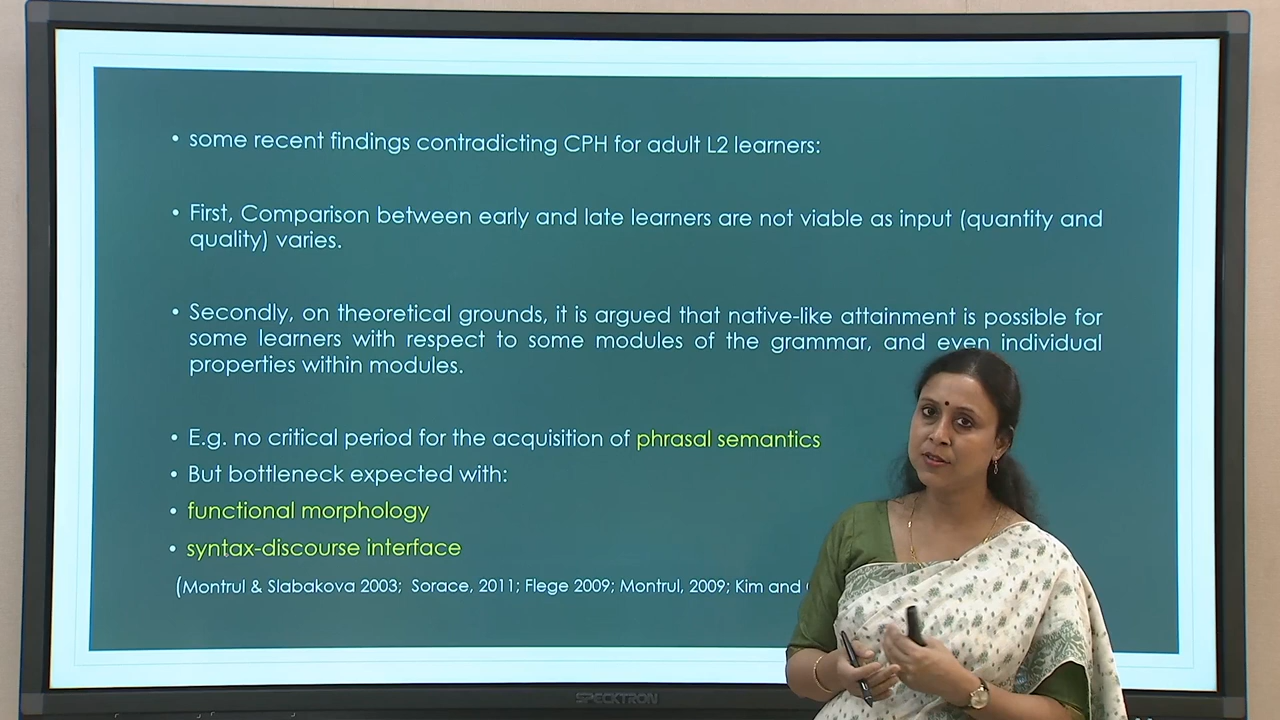 • some recent findings contradicting CPH for adult L2 learners:
• First, Comparison between early and late learners are not viable as input (quantity and
quality) varies.
• Secondly, on theoretical grounds, it is argued that native-like attainment is possible for
some learners with respect to some modules of the grammar, and even individual
properties within modules.
• E.g. no critical period for the acquisition of phrasal semantics
• But bottleneck expected with:
• functional morphology
• syntax-discourse interface
(Montrul & Slabakova 2003; Sorace, 2011; Flege 2009; Montrul, 2009; Kim and
SPECKTRON